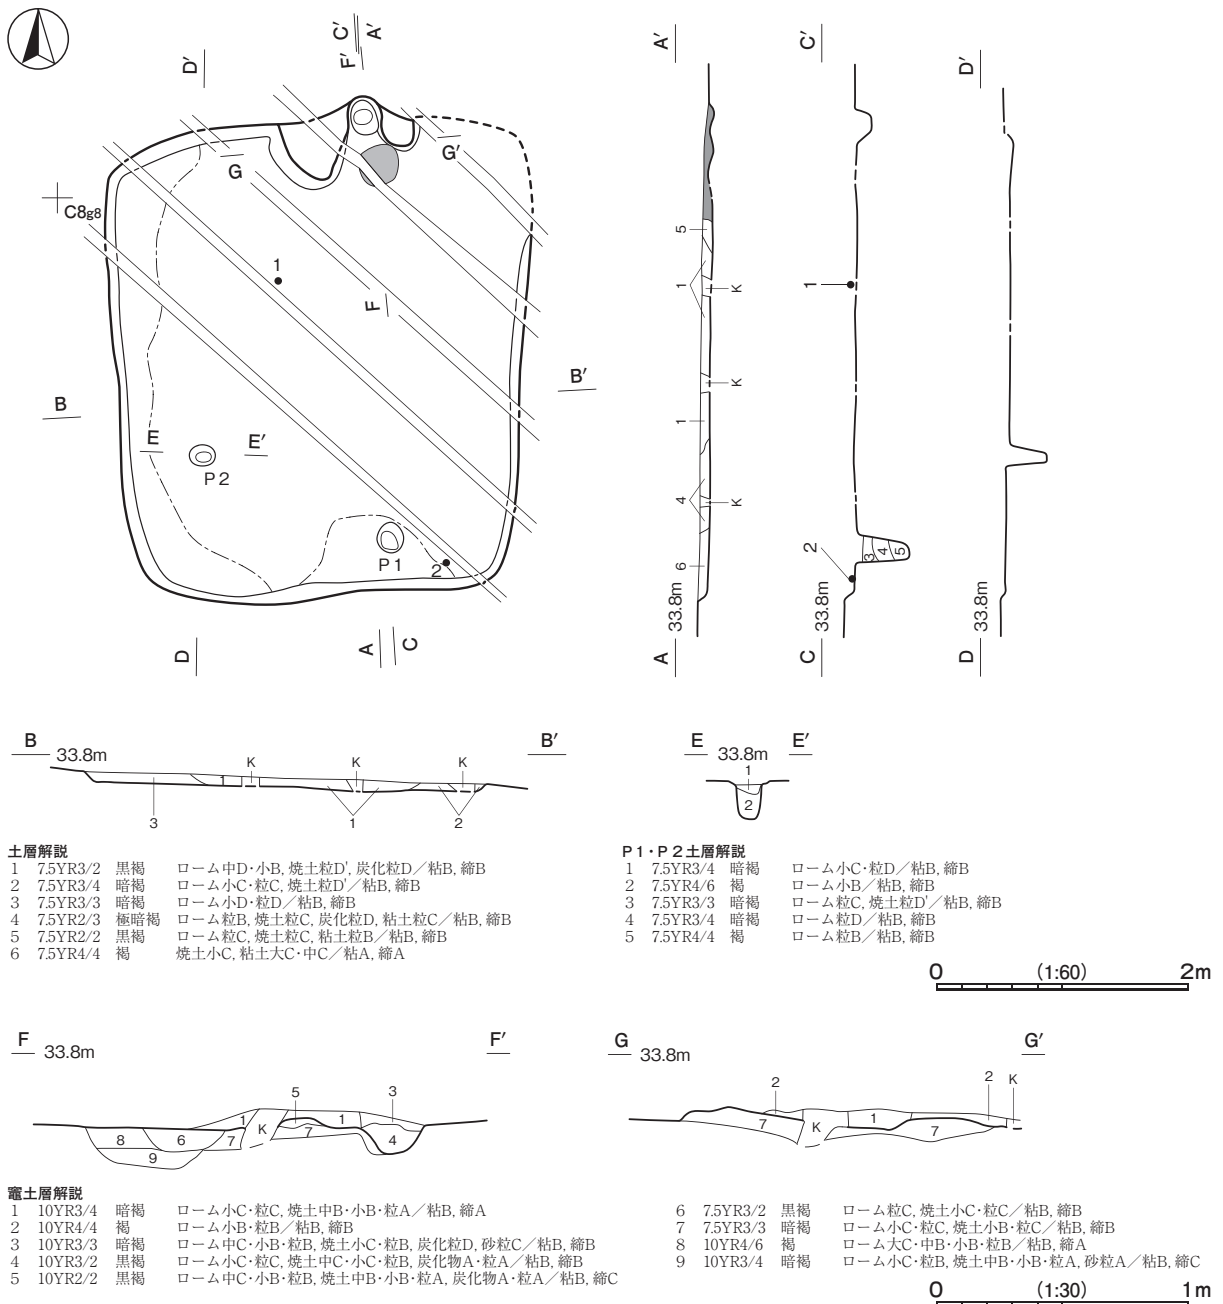 C′
A′
F′
D′
G
G′
C8g8
1
F
B
B′
E
E′
P2
P1
2
D
A
C
A′
5
1
K
K
1
4
K
6
33.8m
A
C′
1
2
3
4
5
33.8m
C
D′
33.8m
D
B 33.8m B′
1 K K K
3 1 2
E 33.8m E′
1
2
土層解説
1 7.5YR3/2 黒褐 ローム中D・小B, 焼土粒D′, 炭化粒D／粘B, 締B
2 7.5YR3/4 暗褐 ローム小C・粒C, 焼土粒D′／粘B, 締B
3 7.5YR3/3 暗褐 ローム小D・粒D／粘B, 締B
4 7.5YR2/3 極暗褐 ローム粒B, 焼土粒C, 炭化粒D, 粘土粒C／粘B, 締B
5 7.5YR2/2 黒褐 ローム粒C, 焼土粒C, 粘土粒B／粘B, 締B
6 7.5YR4/4 褐 焼土小C, 粘土大C・中C／粘A, 締A
P1・P2土層解説
1 7.5YR3/4 暗褐 ローム小C・粒D／粘B, 締B
2 7.5YR4/6 褐 ローム小B／粘B, 締B
3 7.5YR3/3 暗褐 ローム粒C, 焼土粒D′／粘B, 締B
4 7.5YR3/4 暗褐 ローム粒D／粘B, 締B
5 7.5YR4/4 褐 ローム粒B／粘B, 締B
0 (1:60) 2m
F 33.8m F′
5 3
1 K 1
8 6 7 7 4
9
G 33.8m G′
2 2 K
7 K 1 7
竈土層解説
1 10YR3/4 暗褐 ローム小C・粒C, 焼土中B・小B・粒A／粘B, 締A
2 10YR4/4 褐 ローム小B・粒B／粘B, 締B
3 10YR3/3 暗褐 ローム中C・小B・粒B, 焼土小C・粒B, 炭化粒D, 砂粒C／粘B, 締B
4 10YR3/2 黒褐 ローム小C・粒C, 焼土中C・小C・粒B, 炭化物A・粒A／粘B, 締B
5 10YR2/2 黒褐 ローム中C・小B・粒B, 焼土中B・小B・粒A, 炭化物A・粒A／粘B, 締C
6 7.5YR3/2 黒褐 ローム粒C, 焼土小C・粒C／粘B, 締B
7 7.5YR3/3 暗褐 ローム小C・粒C, 焼土小B・粒C／粘B, 締B
8 10YR4/6 褐 ローム大C・中B・小B・粒B／粘B, 締A
9 10YR3/4 暗褐 ローム小C・粒B, 焼土中B・小B・粒A, 砂粒A／粘B, 締C
0 (1:30) 1m